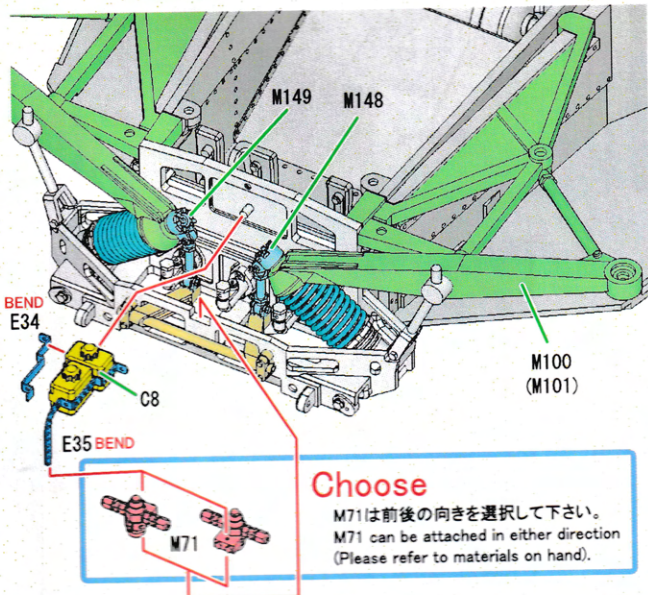 M149
M148
BEND
E34
C8
M100
(M101)
E35 BEND
Choose
M71は前後の向きを選択して下さい。
M71 can be attached in either direction
(Please refer to materials on hand).
M71